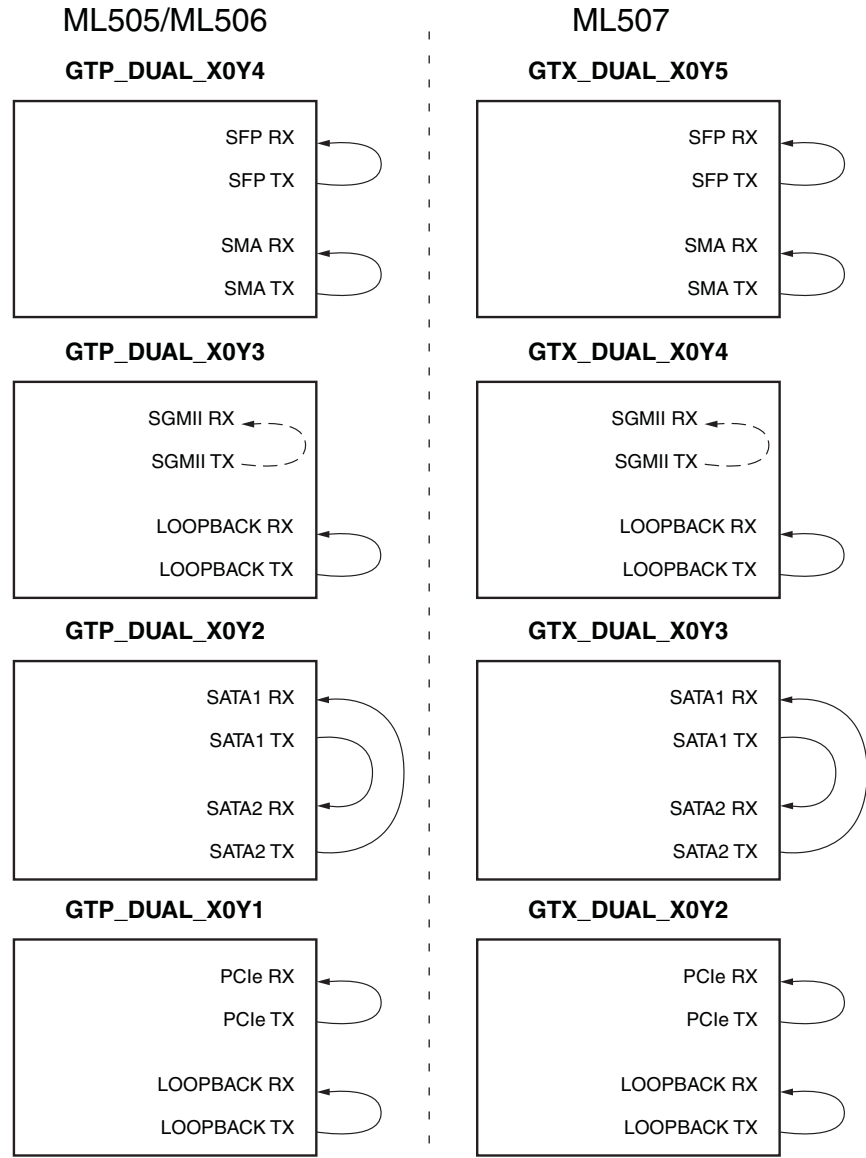 ML505/ML506
GTP_DUAL_X0Y4
SFP RX
SFP TX
SMA RX
SMA TX
GTP_DUAL_X0Y3
SGMII RX
SGMII TX
LOOPBACK RX
LOOPBACK TX
GTP_DUAL_X0Y2
SATA1 RX
SATA1 TX
SATA2 RX
SATA2 TX
GTP_DUAL_X0Y1
PCIe RX
PCIe TX
LOOPBACK RX
LOOPBACK TX
ML507
GTX_DUAL_X0Y5
SFP RX
SFP TX
SMA RX
SMA TX
GTX_DUAL_X0Y4
SGMII RX
SGMII TX
LOOPBACK RX
LOOPBACK TX
GTX_DUAL_X0Y3
SATA1 RX
SATA1 TX
SATA2 RX
SATA2 TX
GTX_DUAL_X0Y2
PCIe RX
PCIe TX
LOOPBACK RX
LOOPBACK TX